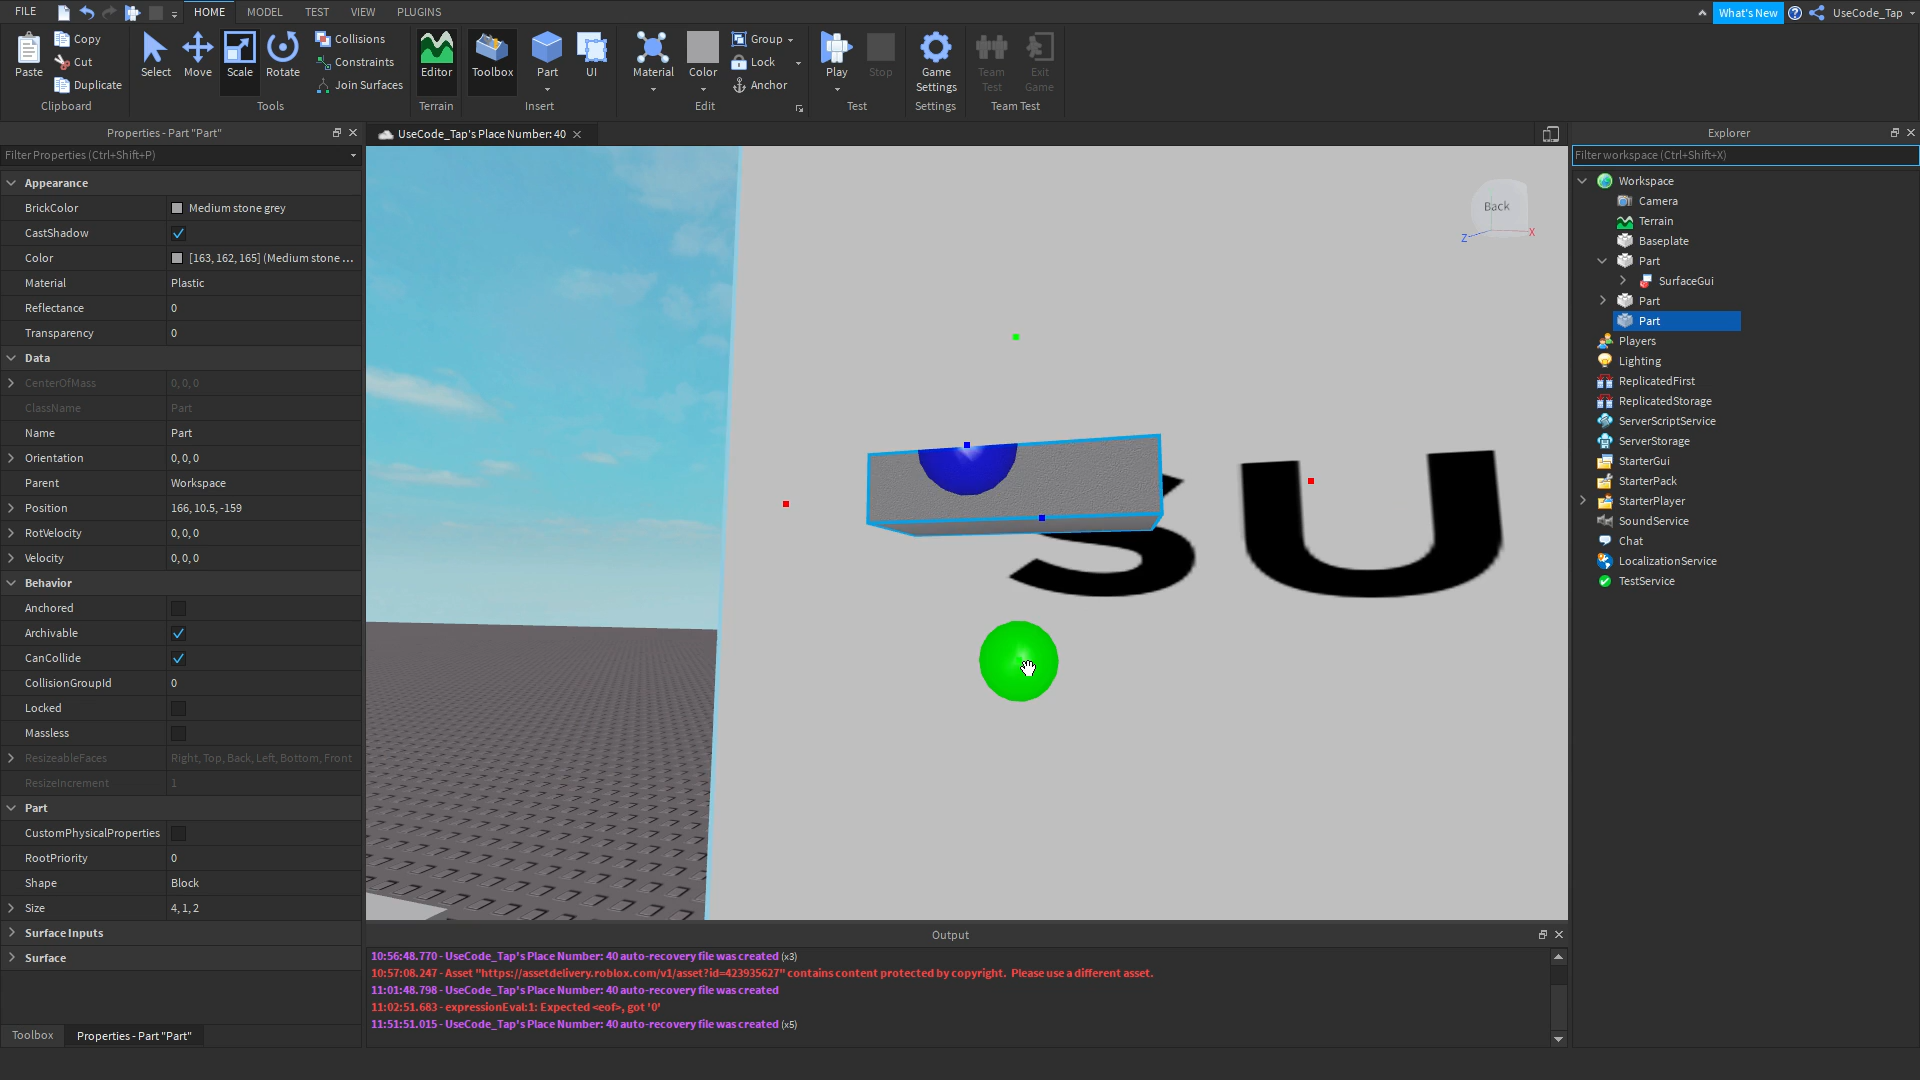 FILE HOME MODEL TEST VIEW PLUGINS What's New UseCode_Tap
Paste Copy Cut Duplicate
Clipboard
Select Move Scale Rotate Collisions Constraints Join Surfaces
Tools
Editor
Terrain
Toolbox Part UI
Insert
Material Color Group Lock Anchor
Edit
Play Stop
Test
Game Settings
Settings
Team Test Exit Game
Team Test
Properties - Part "Part"
Filter Properties (Ctrl+Shift+P)
Appearance
BrickColor Medium stone grey
CastShadow
Color [163, 162, 165] (Medium stone ...
Material Plastic
Reflectance 0
Transparency 0
Data
CenterOfMass 0, 0, 0
ClassName Part
Name Part
Orientation 0, 0, 0
Parent Workspace
Position 166, 10.5, -159
RotVelocity 0, 0, 0
Velocity 0, 0, 0
Behavior
Anchored
Archivable
CanCollide
CollisionGroupId 0
Locked
Massless
ResizeableFaces Right, Top, Back, Left, Bottom, Front
ResizeIncrement 1
Part
CustomPhysicalProperties
RootPriority 0
Shape Block
Size 4, 1, 2
Surface Inputs
Surface
Toolbox Properties - Part "Part"
UseCode_Tap's Place Number: 40
Back
Z X
SU
Output
10:56:48.770 - UseCode_Tap's Place Number: 40 auto-recovery file was created (x3)
10:57:08.247 - Asset "https://assetdelivery.roblox.com/v1/asset?id=423935627" contains content protected by copyright. Please use a different asset.
11:01:48.798 - UseCode_Tap's Place Number: 40 auto-recovery file was created
11:02:51.683 - expressionEval:1: Expected <eof>, got '0'
11:51:51.015 - UseCode_Tap's Place Number: 40 auto-recovery file was created (x5)
Explorer
Filter workspace (Ctrl+Shift+X)
Workspace
Camera
Terrain
Baseplate
Part
SurfaceGui
Part
Part
Players
Lighting
ReplicatedFirst
ReplicatedStorage
ServerScriptService
ServerStorage
StarterGui
StarterPack
StarterPlayer
SoundService
Chat
LocalizationService
TestService